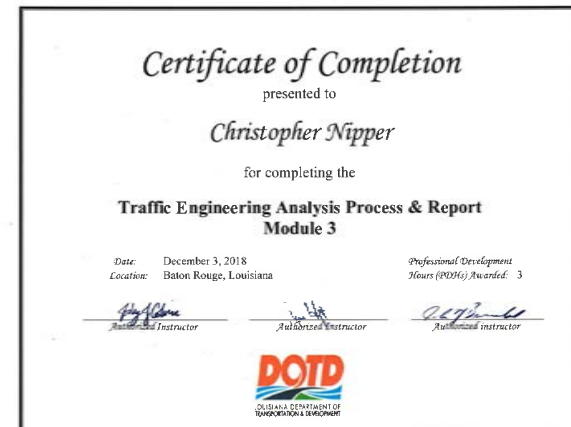 Certificate of Completion
presented to
Christopher Nipper
for completing the
Traffic Engineering Analysis Process & Report
Module 3
Date: December 3, 2018
Location: Baton Rouge, Louisiana
Professional Development
Hours (PDHs) Awarded: 3
Authorized Instructor
Authorized Instructor
Authorized instructor
DOTD
LOUISIANA DEPARTMENT OF
TRANSPORTATION & DEVELOPMENT